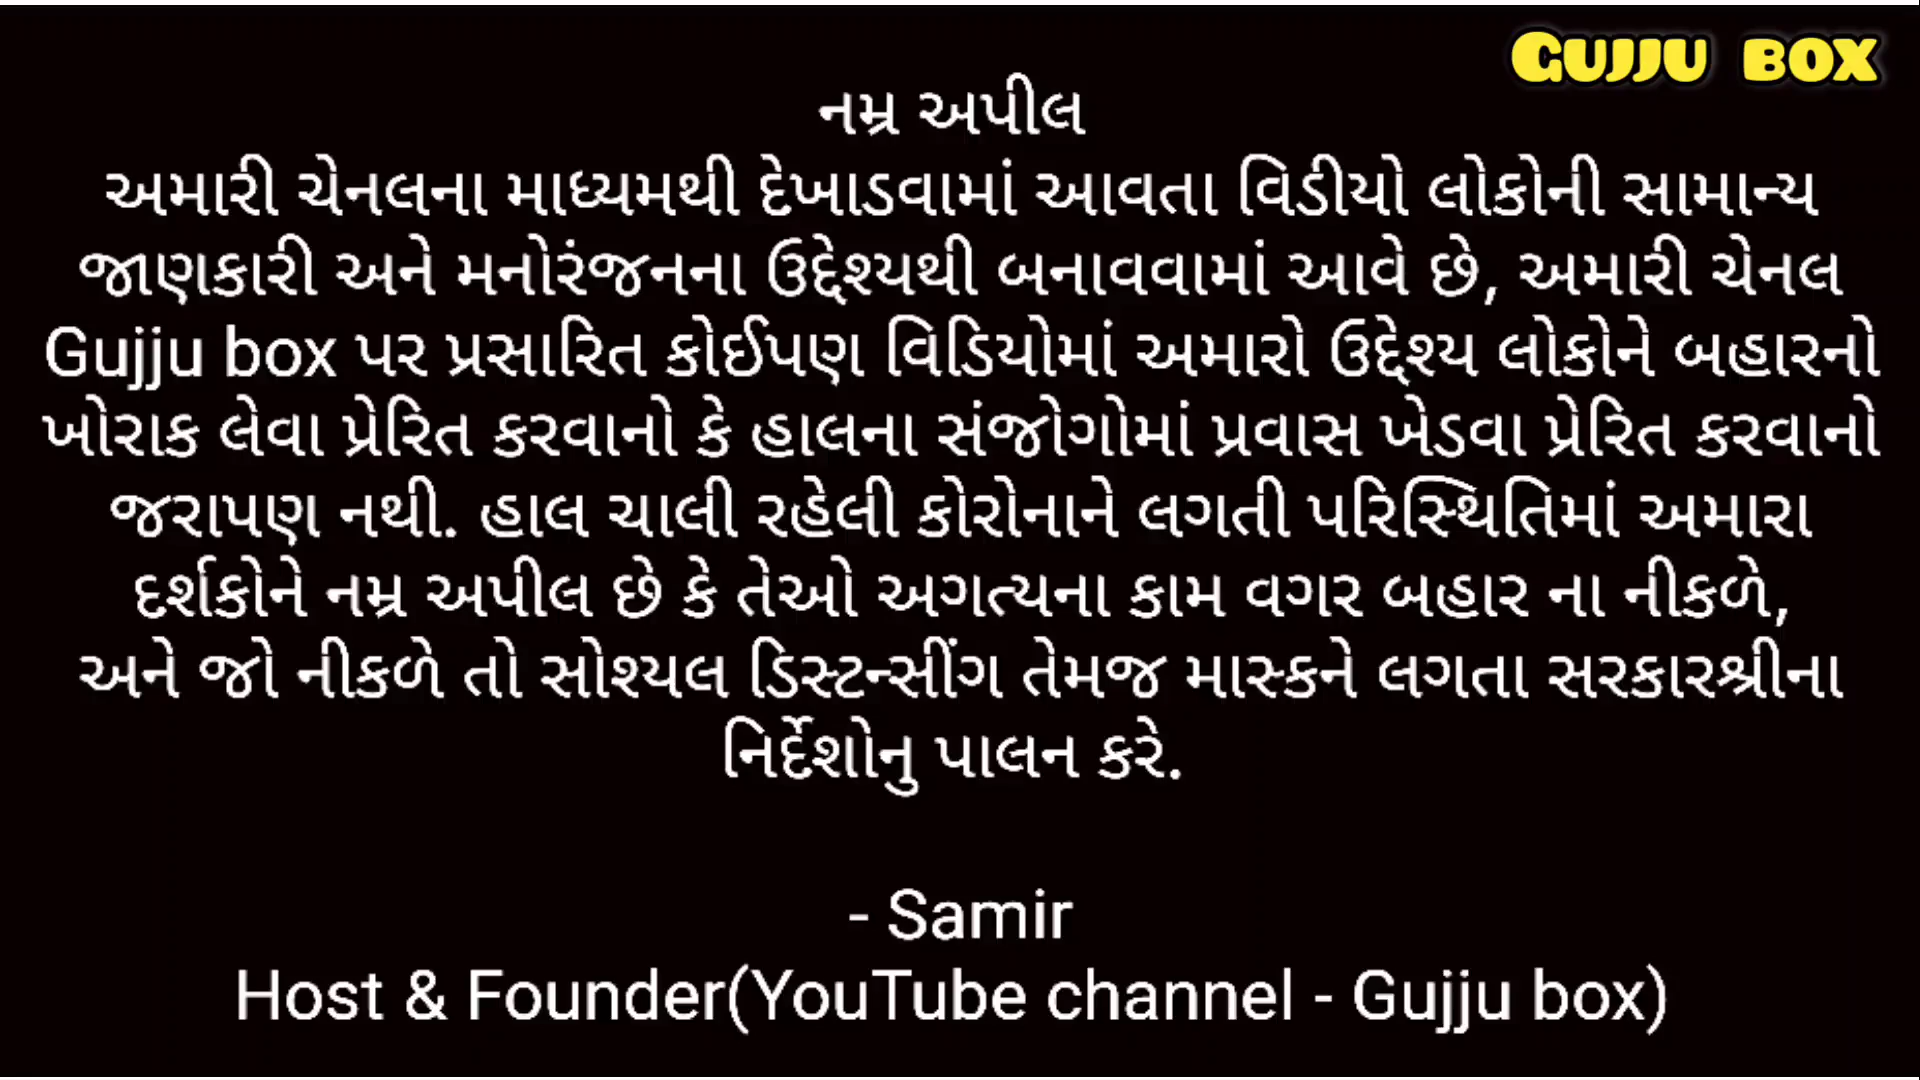 GUJJU BOX
નમ્ર અપીલ
અમારી ચેનલના માધ્યમથી દેખાડવામાં આવતા વિડીયો લોકોની સામાન્ય
જાણકારી અને મનોરંજનના ઉદ્દેશ્યથી બનાવવામાં આવે છે, અમારી ચેનલ
Gujju box પર પ્રસારિત કોઈપણ વિડિયોમાં અમારો ઉદ્દેશ્ય લોકોને બહારનો
ખોરાક લેવા પ્રેરિત કરવાનો કે હાલના સંજોગોમાં પ્રવાસ ખેડવા પ્રેરિત કરવાનો
જરાપણ નથી. હાલ ચાલી રહેલી કોરોનાને લગતી પરિસ્થિતિમાં અમારા
દર્શકોને નમ્ર અપીલ છે કે તેઓ અગત્યના કામ વગર બહાર ના નીકળે,
અને જો નીકળે તો સોશ્યલ ડિસ્ટન્સીંગ તેમજ માસ્કને લગતા સરકારશ્રીના
નિર્દેશોનુ પાલન કરે.
- Samir
Host & Founder(YouTube channel - Gujju box)